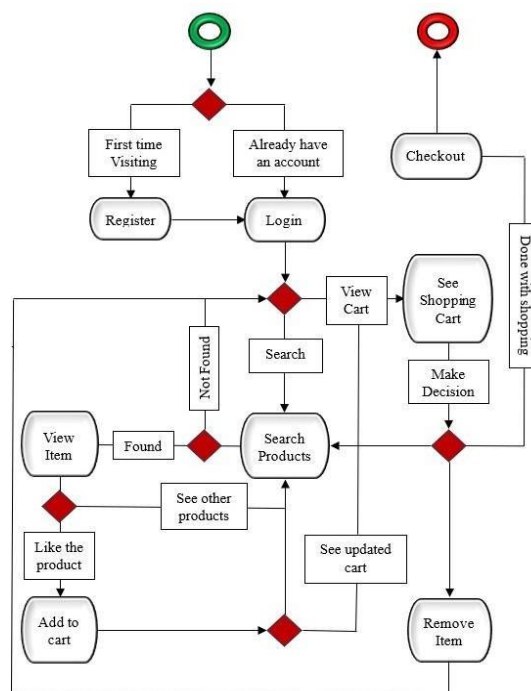 First time
Visiting
Already have
an account
Checkout
Register
Login
Done with shopping
View
Cart
See
Shopping
Cart
Not Found
Search
Make
Decision
View
Item
Found
Search
Products
See other
products
Like the
product
See updated
cart
Add to
cart
Remove
Item